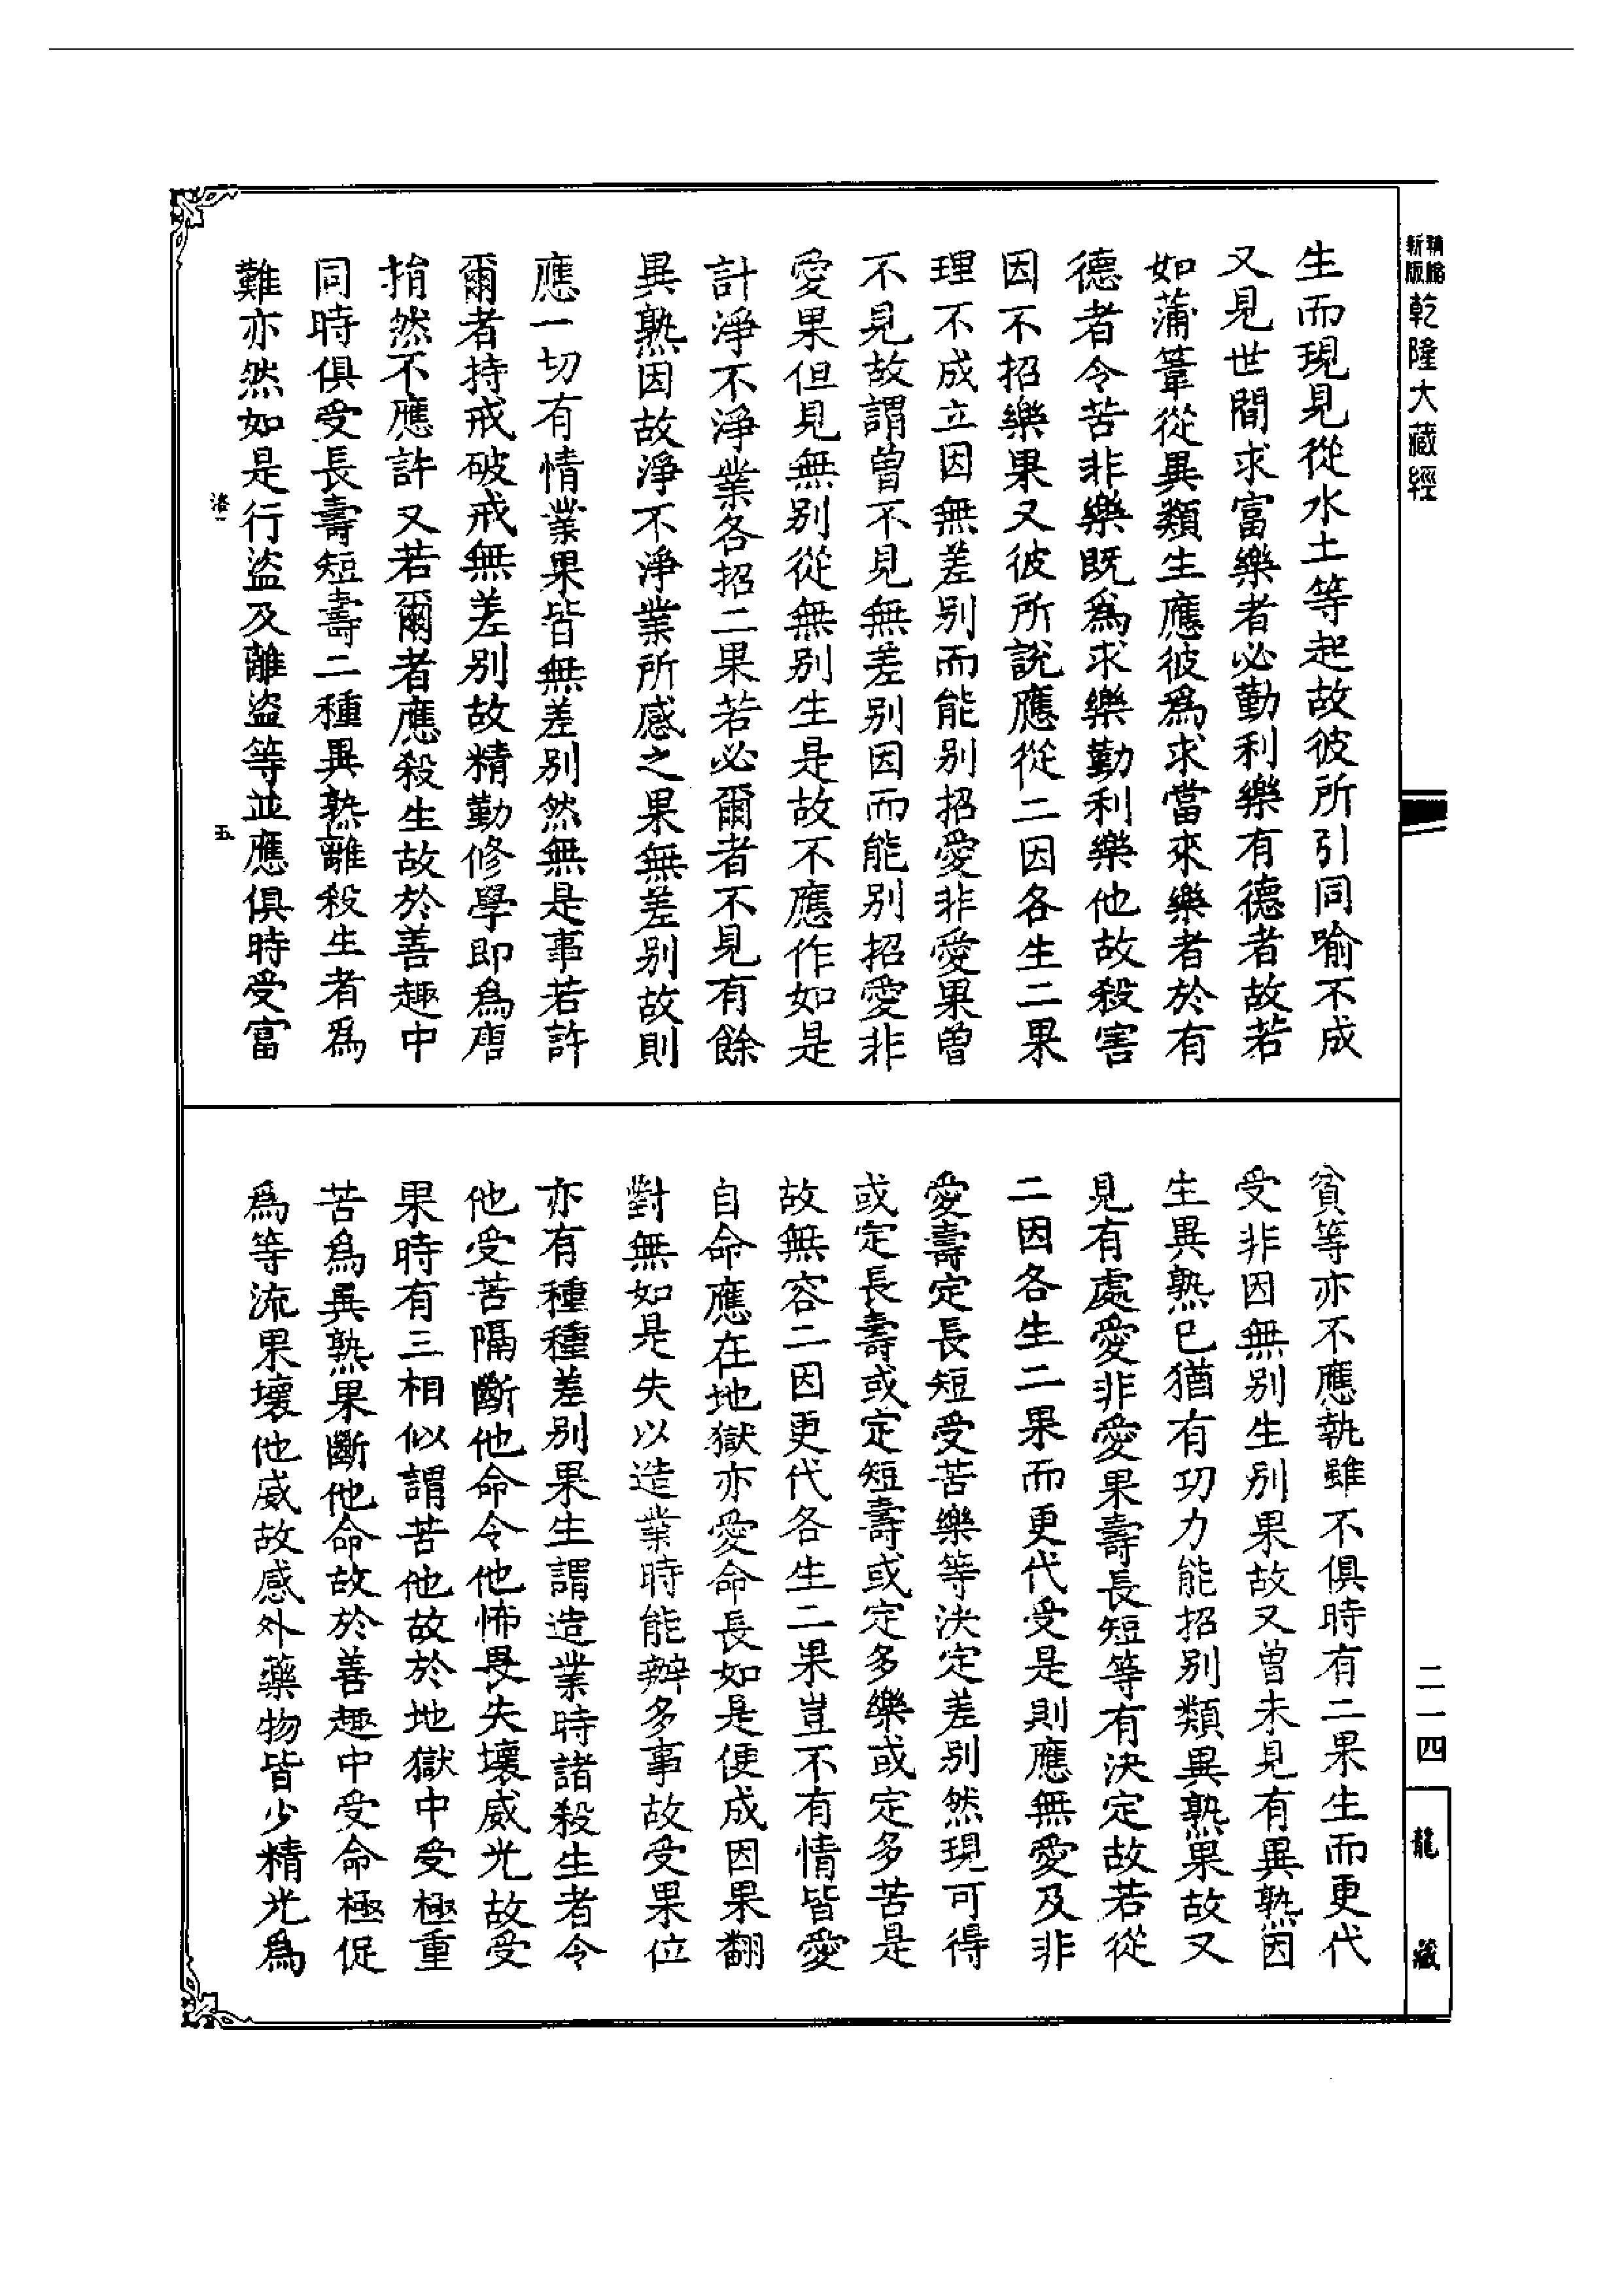 精緻
新版
乾隆大藏經
二一四
龍藏
生而現見從水土等起故彼所引同喻不成
又見世間求富樂者必勤利樂有德者故若
如蒲葦從異類生應彼為求當來樂者於有
德者令苦非樂既為求樂勤利樂他故殺害
因不招樂果又彼所說應從二因各生二果
理不成立因無差別而能別招愛非愛果曾
不見故謂曾不見無差別因而能別招愛非
愛果但見無別從無別生是故不應作如是
計淨不淨業各招二果若必爾者不見有餘
異熟因故淨不淨業所感之果無差別故則
應一切有情業果皆無差別然無是事若許
爾者持戒破戒無差別故精勤修學即為唐
捐然不應許又若爾者應殺生故於善趣中
同時俱受長壽短壽二種異熟離殺生者為
難亦然如是行盜及離盜等並應俱時受富
洛一
五
貧等亦不應執雖不俱時有二果生而更代
受非因無別生別果故又曾未見有異熟因
生異熟已猶有功力能招別類異熟果故又
見有處愛非愛果壽長短等有決定故若從
二因各生二果而更代受是則應無愛及非
愛壽定長短受苦樂等決定差別然現可得
或定長壽或定短壽或定多樂或定多苦是
故無容二因更代各生二果豈不有情皆愛
自命應在地獄亦愛命長如是便成因果翻
對無如是失以造業時能辦多事故受果位
亦有種種差別果生謂造業時諸殺生者令
他受苦隔斷他命令他怖畏失壞威光故受
果時有三相似謂苦他故於地獄中受極重
苦為異熟果斷他命故於善趣中受命極促
為等流果壞他威故感外藥物皆少精光為